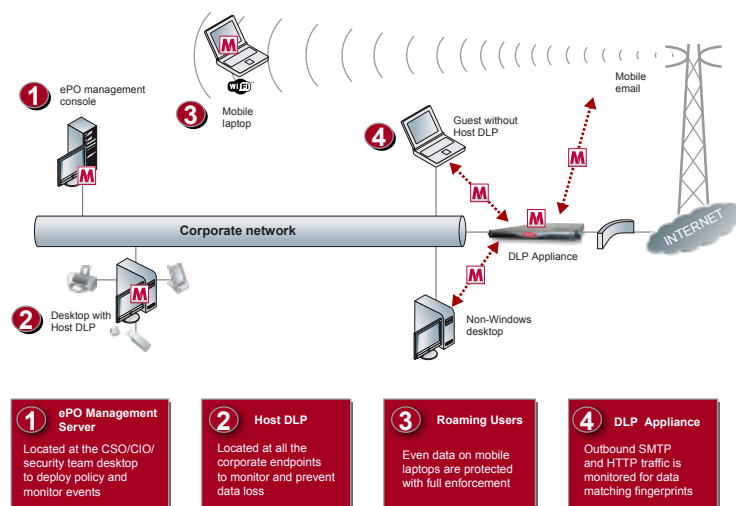 M
WiFi
1
ePO management
console
3
Mobile
laptop
4
Guest without
Host DLP
Mobile
email
M
M
M
M
Corporate network
DLP Appliance
INTERNET
2
Desktop with
Host DLP
M
M
Non-Windows
desktop
1
ePO Management
Server
Located at the CSO/CIO/
security team desktop
to deploy policy and
monitor events
2
Host DLP
Located at all the
corporate endpoints
to monitor and prevent
data loss
3
Roaming Users
Even data on mobile
laptops are protected
with full enforcement
4
DLP Appliance
Outbound SMTP
and HTTP traffic is
monitored for data
matching fingerprints